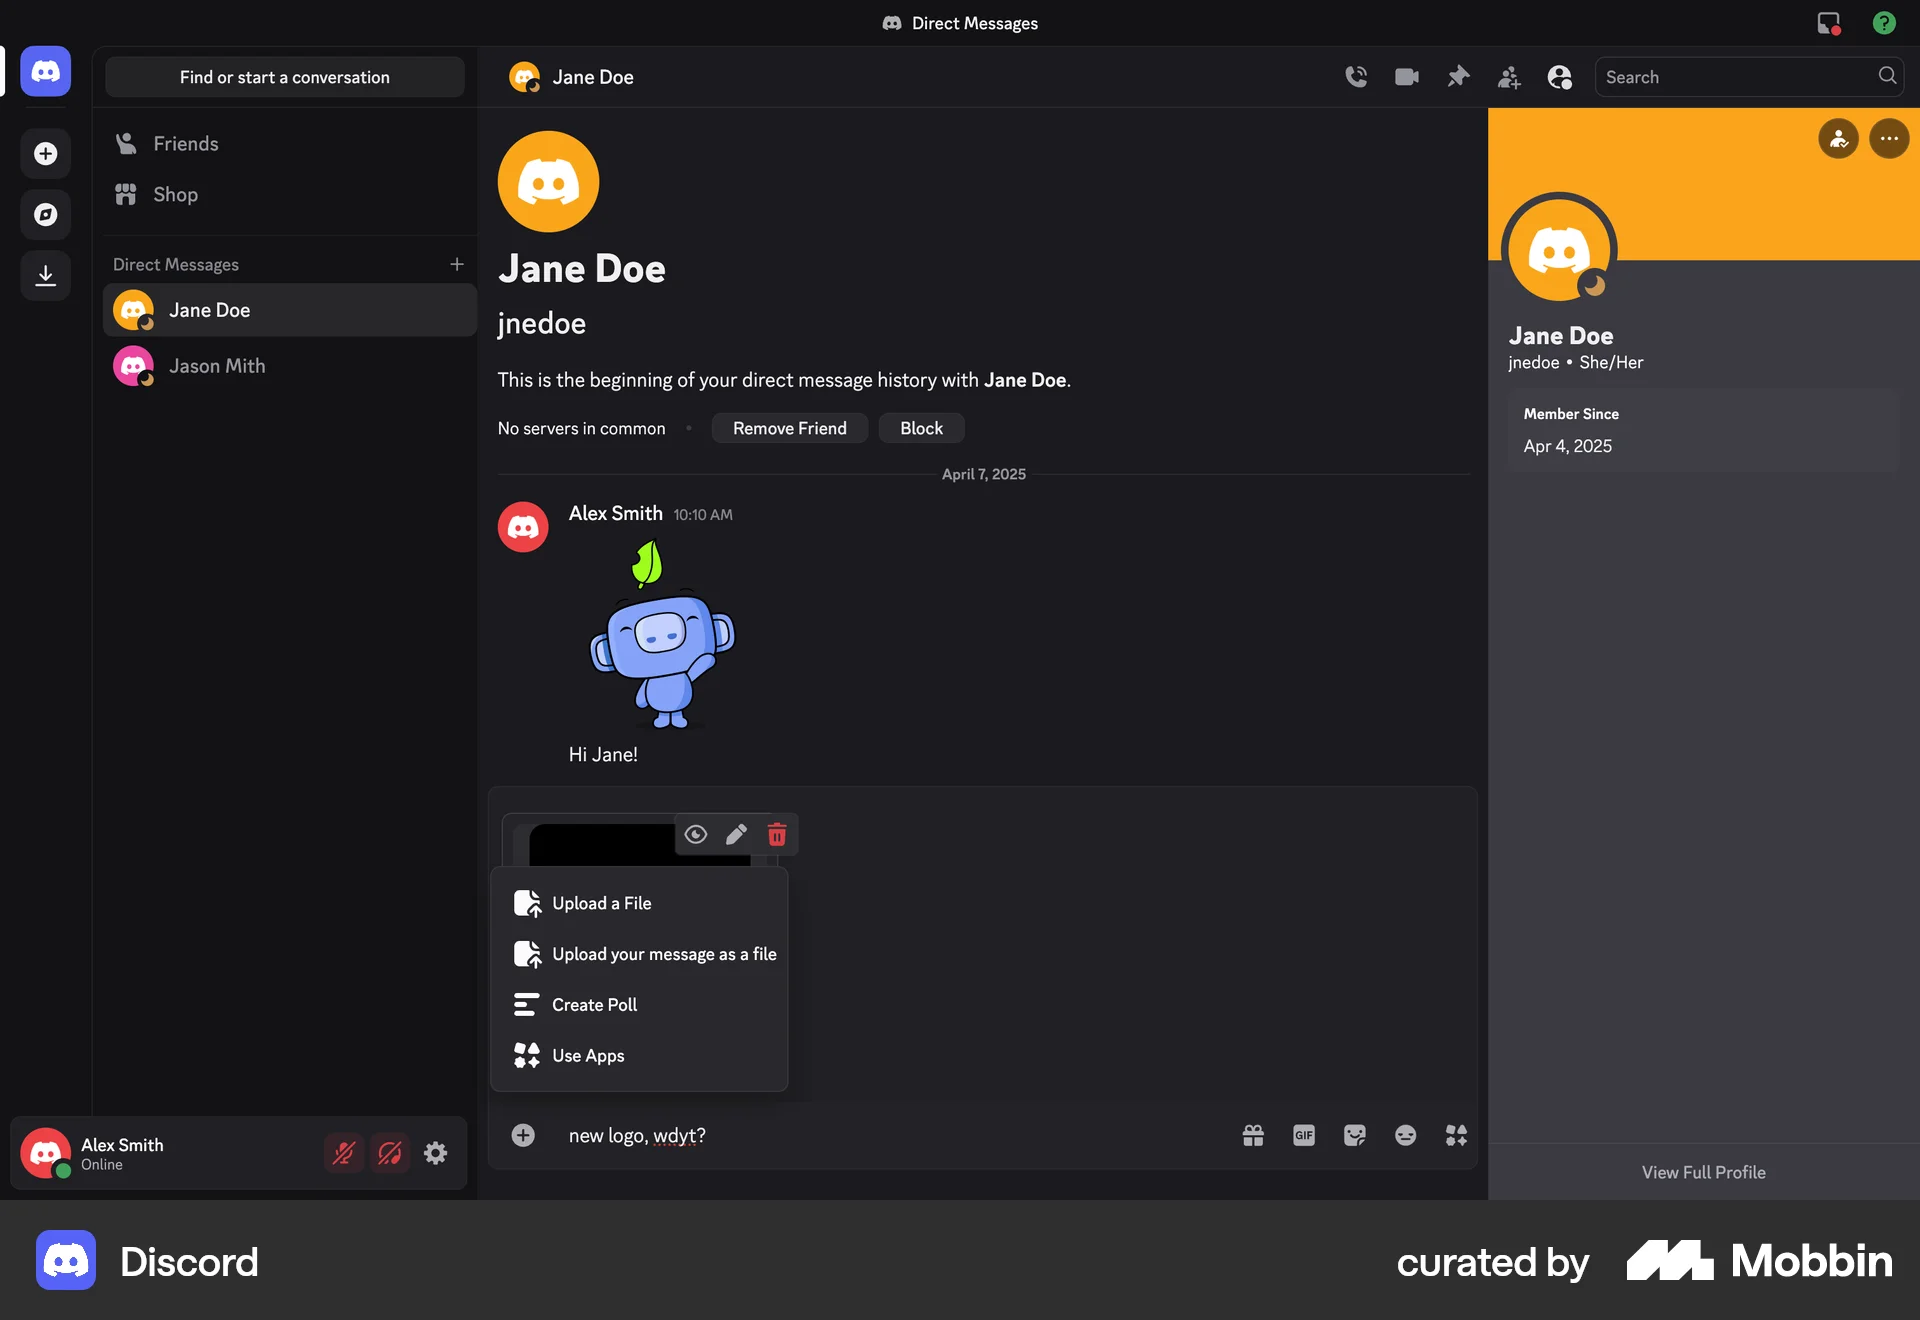 Direct Messages
Find or start a conversation
Friends
Shop
Direct Messages
Jane Doe
Jason Mith
Alex Smith
Online
Jane Doe
Search
Jane Doe
jnedoe
This is the beginning of your direct message history with Jane Doe.
No servers in common • Remove Friend Block
April 7, 2025
Alex Smith 10:10 AM
Hi Jane!
Upload a File
Upload your message as a file
Create Poll
Use Apps
new logo, wdyt?
GIF
Jane Doe
jnedoe • She/Her
Member Since
Apr 4, 2025
View Full Profile
Discord
curated by Mobbin